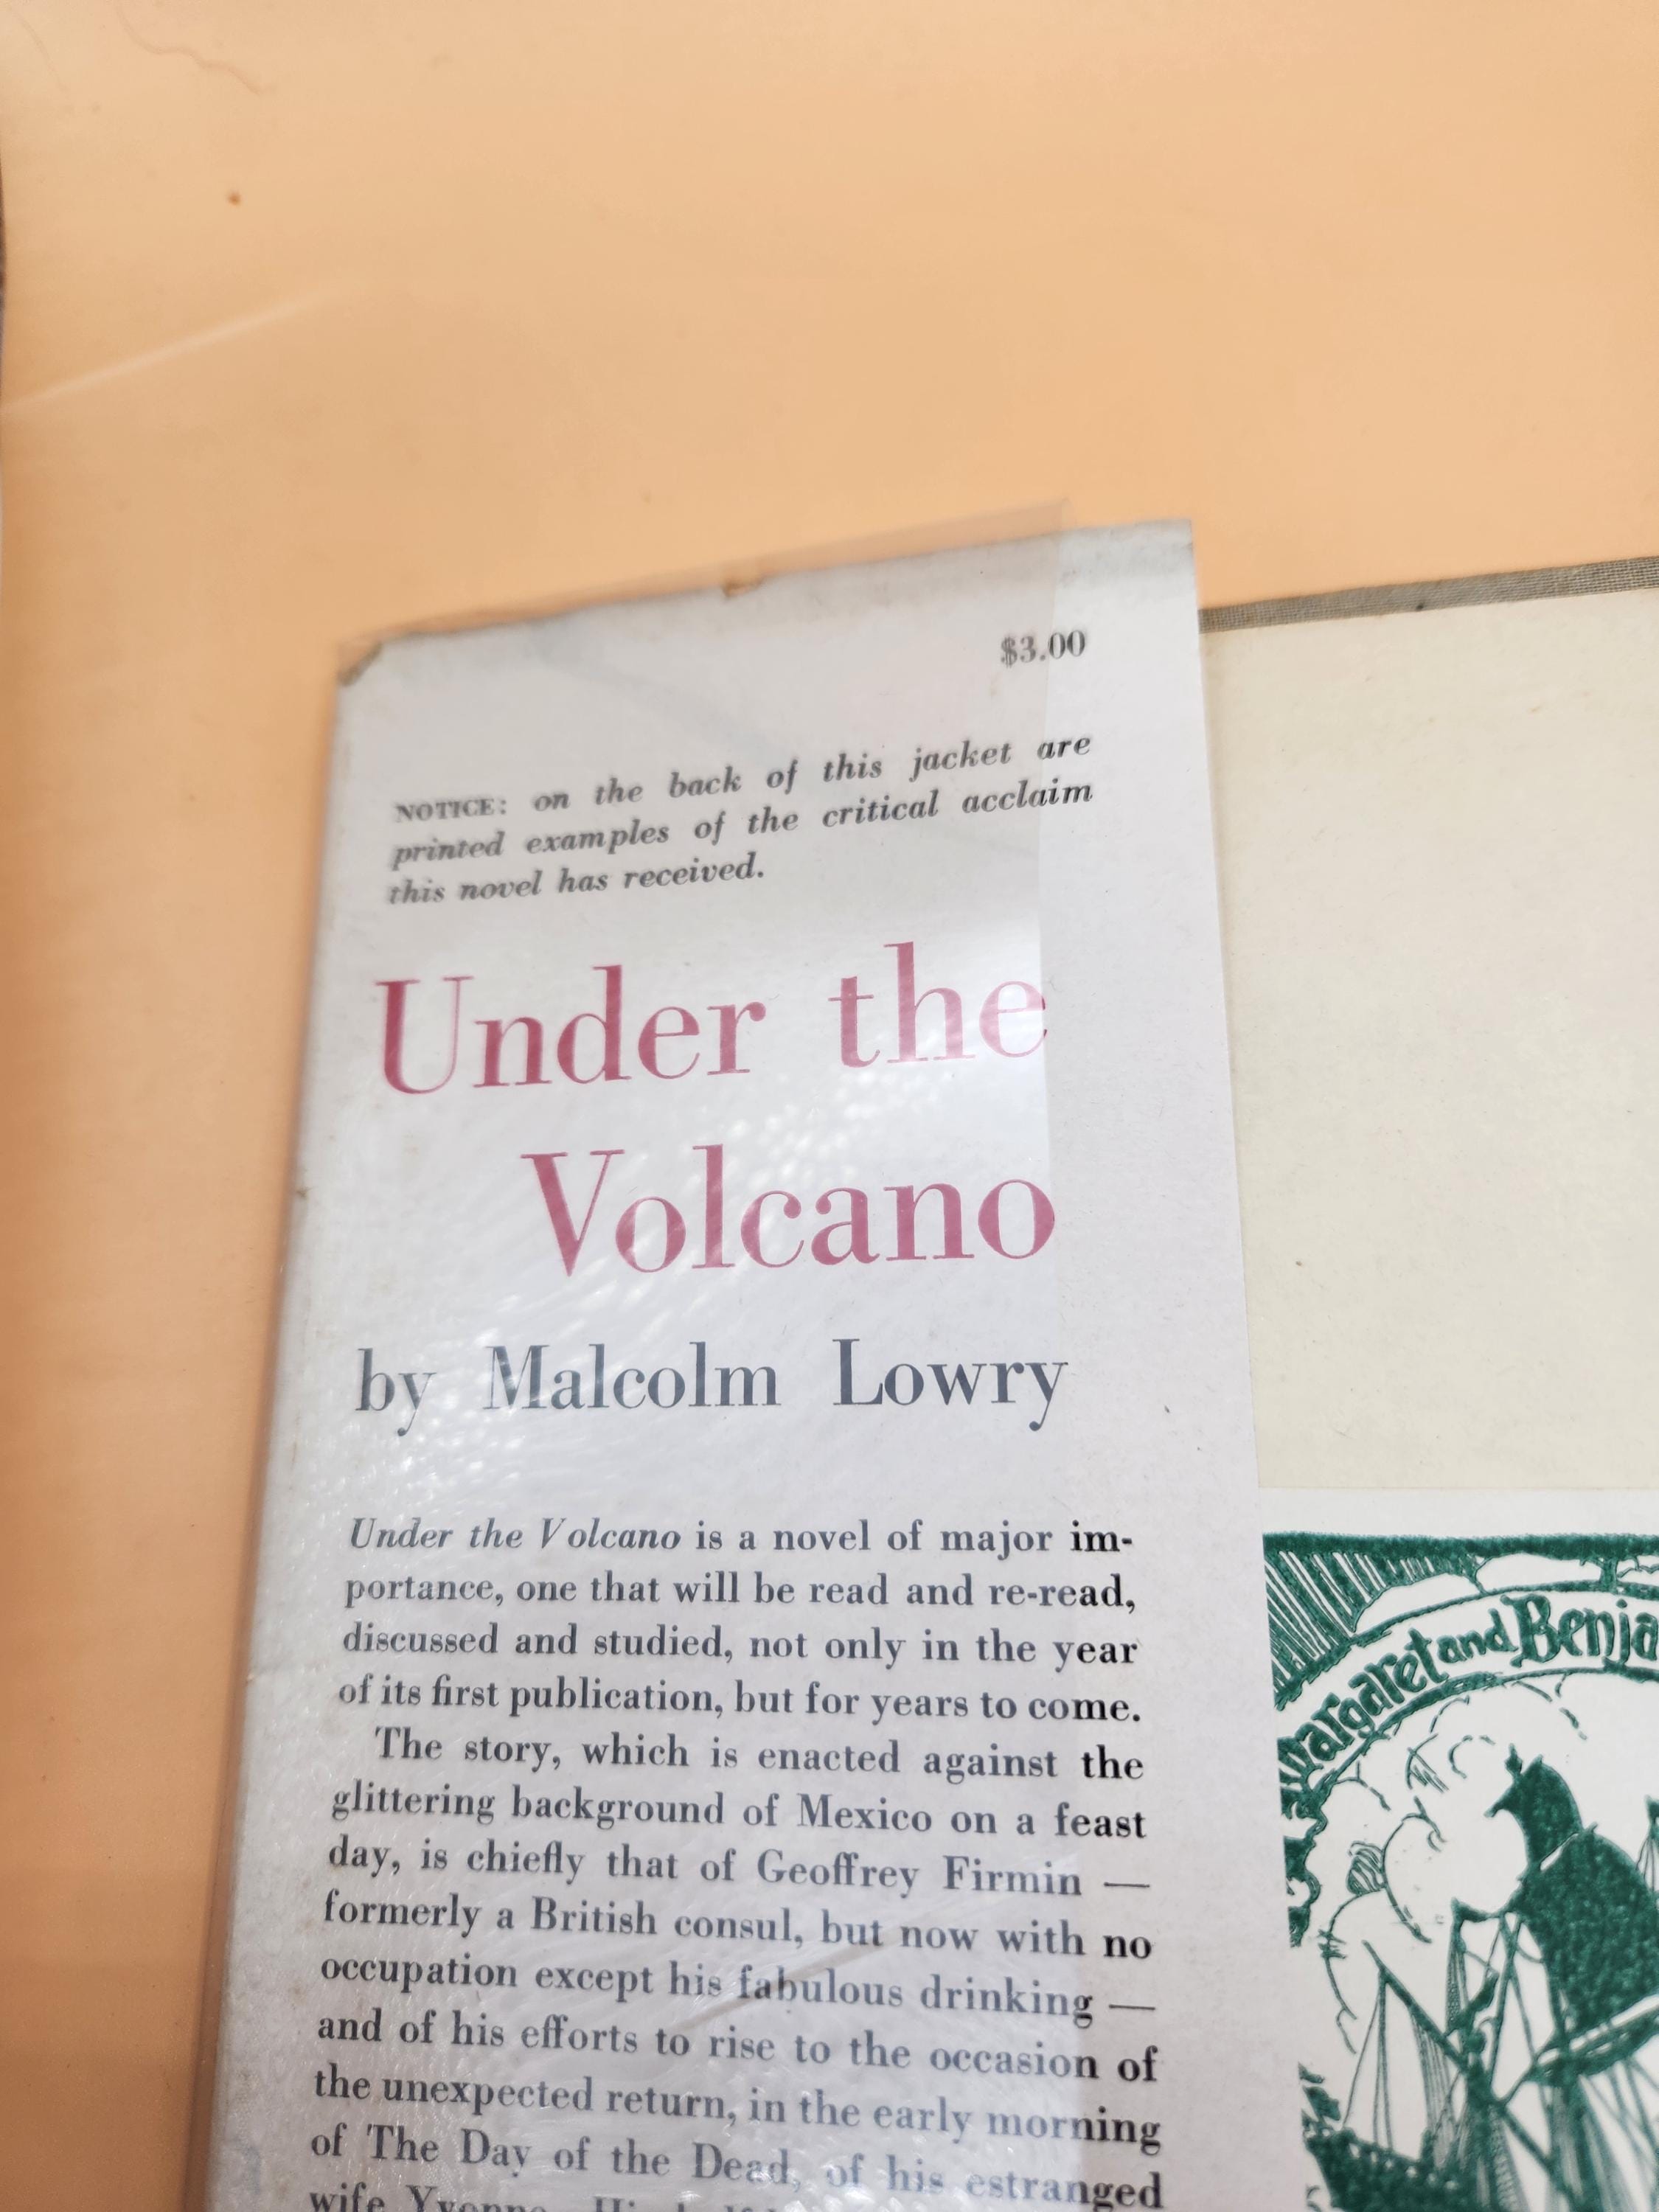 $3.00
NOTICE: on the back of this jacket are
printed examples of the critical acclaim
this novel has received.
Under the
Volcano
by Malcolm Lowry
Under the Volcano is a novel of major im-
portance, one that will be read and re-read,
discussed and studied, not only in the year
of its first publication, but for years to come.
The story, which is enacted against the
glittering background of Mexico on a feast
day, is chiefly that of Geoffrey Firmin —
formerly a British consul, but now with no
occupation except his fabulous drinking —
and of his efforts to rise to the occasion of
the unexpected return, in the early morning
of The Day of the Dead, of his estranged
wife Yvonne.
Margaret and Benja